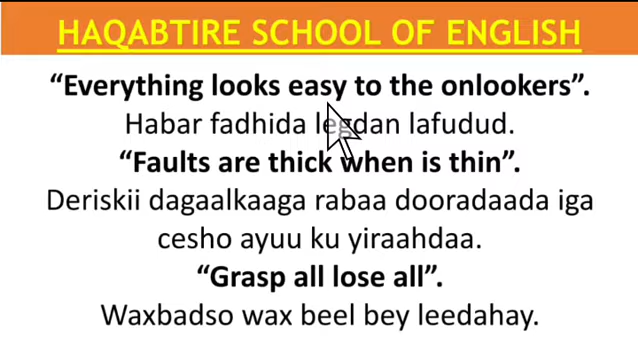 HAQABTIRE SCHOOL OF ENGLISH
“Everything looks easy to the onlookers”.
Habar fadhida legdan lafudud.
“Faults are thick when is thin”.
Deriskii dagaalkaaga rabaa dooradaada iga
cesho ayuu ku yiraahdaa.
“Grasp all lose all”.
Waxbadso wax beel bey leedahay.